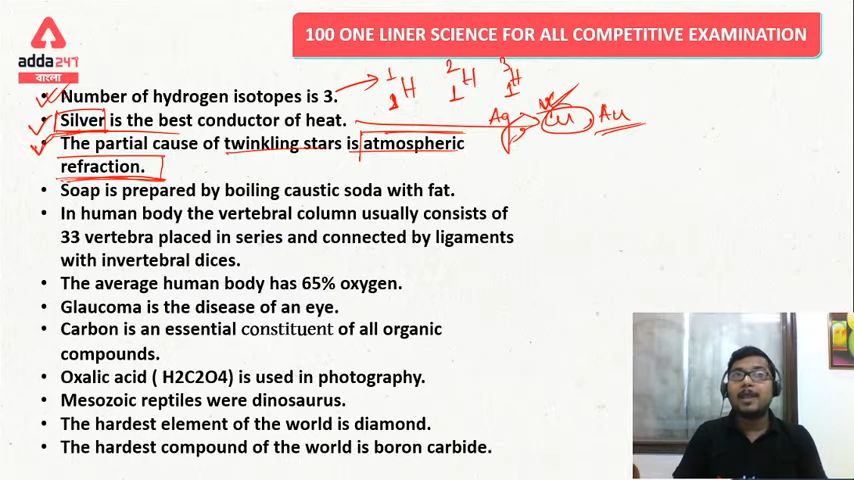 100 ONE LINER SCIENCE FOR ALL COMPETITIVE EXAMINATION
adda247
বাংলা
• Number of hydrogen isotopes is 3.
1 1 H 2 1 H 3 1 H
• Silver is the best conductor of heat.
Ag Cu, Au
• The partial cause of twinkling stars is atmospheric
refraction.
• Soap is prepared by boiling caustic soda with fat.
• In human body the vertebral column usually consists of
33 vertebra placed in series and connected by ligaments
with invertebral dices.
• The average human body has 65% oxygen.
• Glaucoma is the disease of an eye.
• Carbon is an essential constituent of all organic
compounds.
• Oxalic acid ( H2C2O4) is used in photography.
• Mesozoic reptiles were dinosaurus.
• The hardest element of the world is diamond.
• The hardest compound of the world is boron carbide.